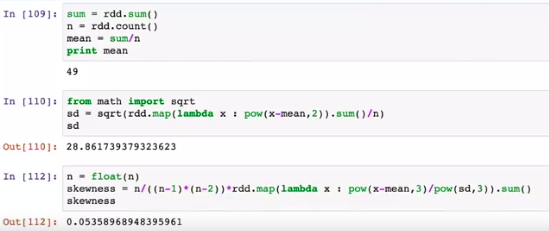 In [109]: sum = rdd.sum()
n = rdd.count()
mean = sum/n
print mean
49
In [110]: from math import sqrt
sd = sqrt(rdd.map(lambda x : pow(x-mean,2)).sum()/n)
sd
Out[110]: 28.861739379323623
In [112]: n = float(n)
skewness = n/((n-1)*(n-2))*rdd.map(lambda x : pow(x-mean,3)/pow(sd,3)).sum()
skewness
Out[112]: 0.05358968948395961